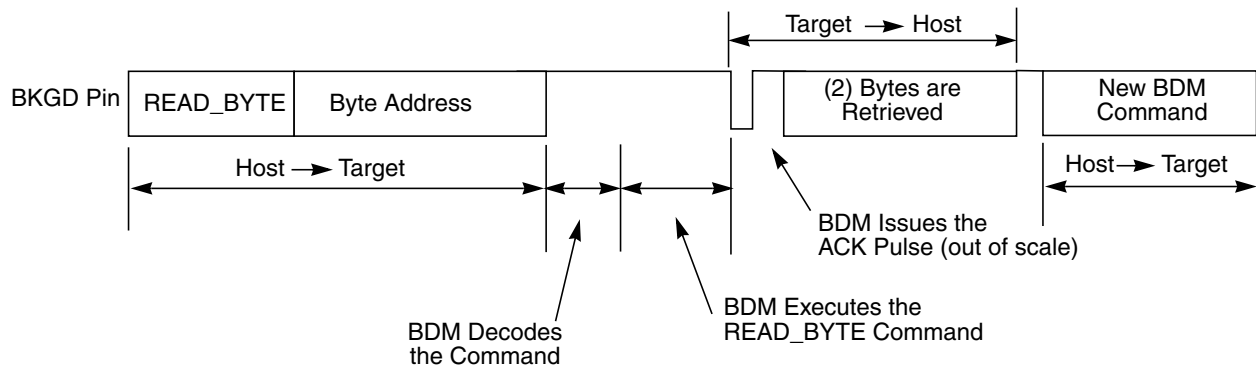 Target → Host
BKGD Pin
READ_BYTE
Byte Address
(2) Bytes are
Retrieved
New BDM
Command
Host → Target
Host → Target
BDM Issues the
ACK Pulse (out of scale)
BDM Executes the
READ_BYTE Command
BDM Decodes
the Command